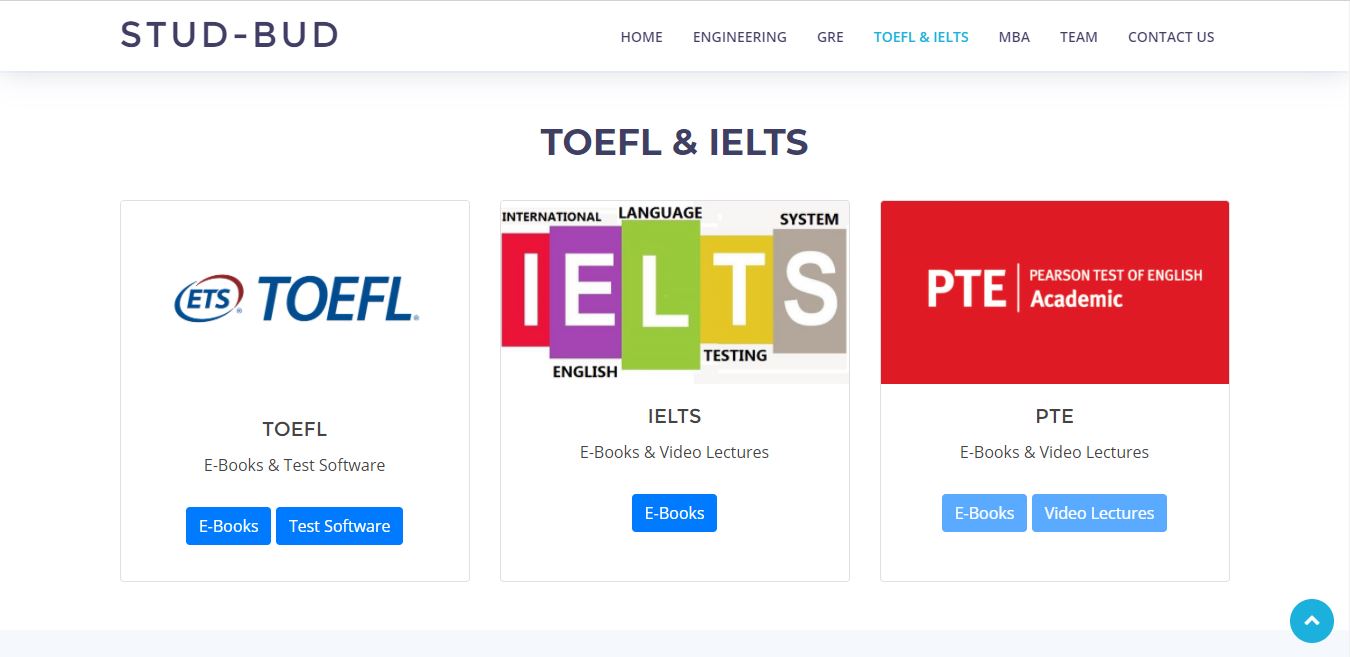 STUD-BUD
HOME ENGINEERING GRE TOEFL & IELTS MBA TEAM CONTACT US
TOEFL & IELTS
ETS TOEFL
TOEFL
E-Books & Test Software
E-Books Test Software
INTERNATIONAL LANGUAGE SYSTEM
IELTS
ENGLISH TESTING
IELTS
E-Books & Video Lectures
E-Books
PTE PEARSON TEST OF ENGLISH
Academic
PTE
E-Books & Video Lectures
E-Books Video Lectures